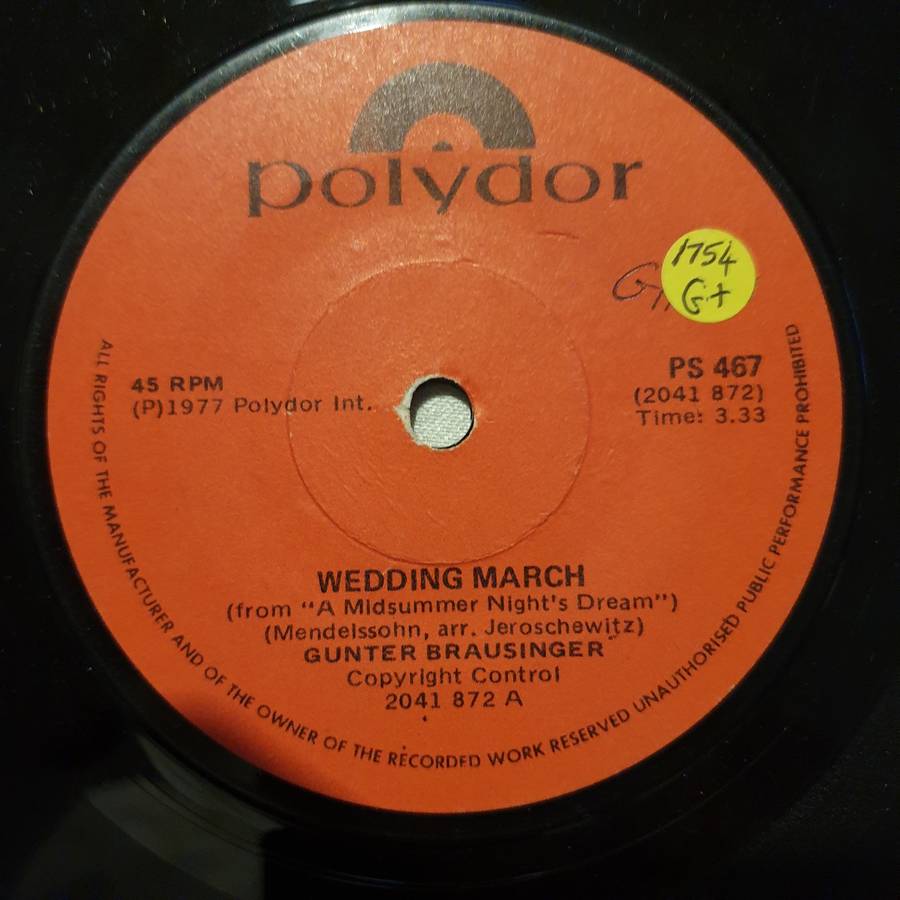 polydor
1754
G+
45 RPM
(P)1977 Polydor Int.
PS 467
(2041 872)
Time: 3.33
WEDDING MARCH
(from "A Midsummer Night's Dream")
(Mendelssohn, arr. Jeroschewitz)
GUNTER BRAUSINGER
Copyright Control
2041 872 A
ALL RIGHTS OF THE MANUFACTURER AND OF THE OWNER OF THE RECORDED WORK RESERVED UNAUTHORISED PUBLIC PERFORMANCE PROHIBITED